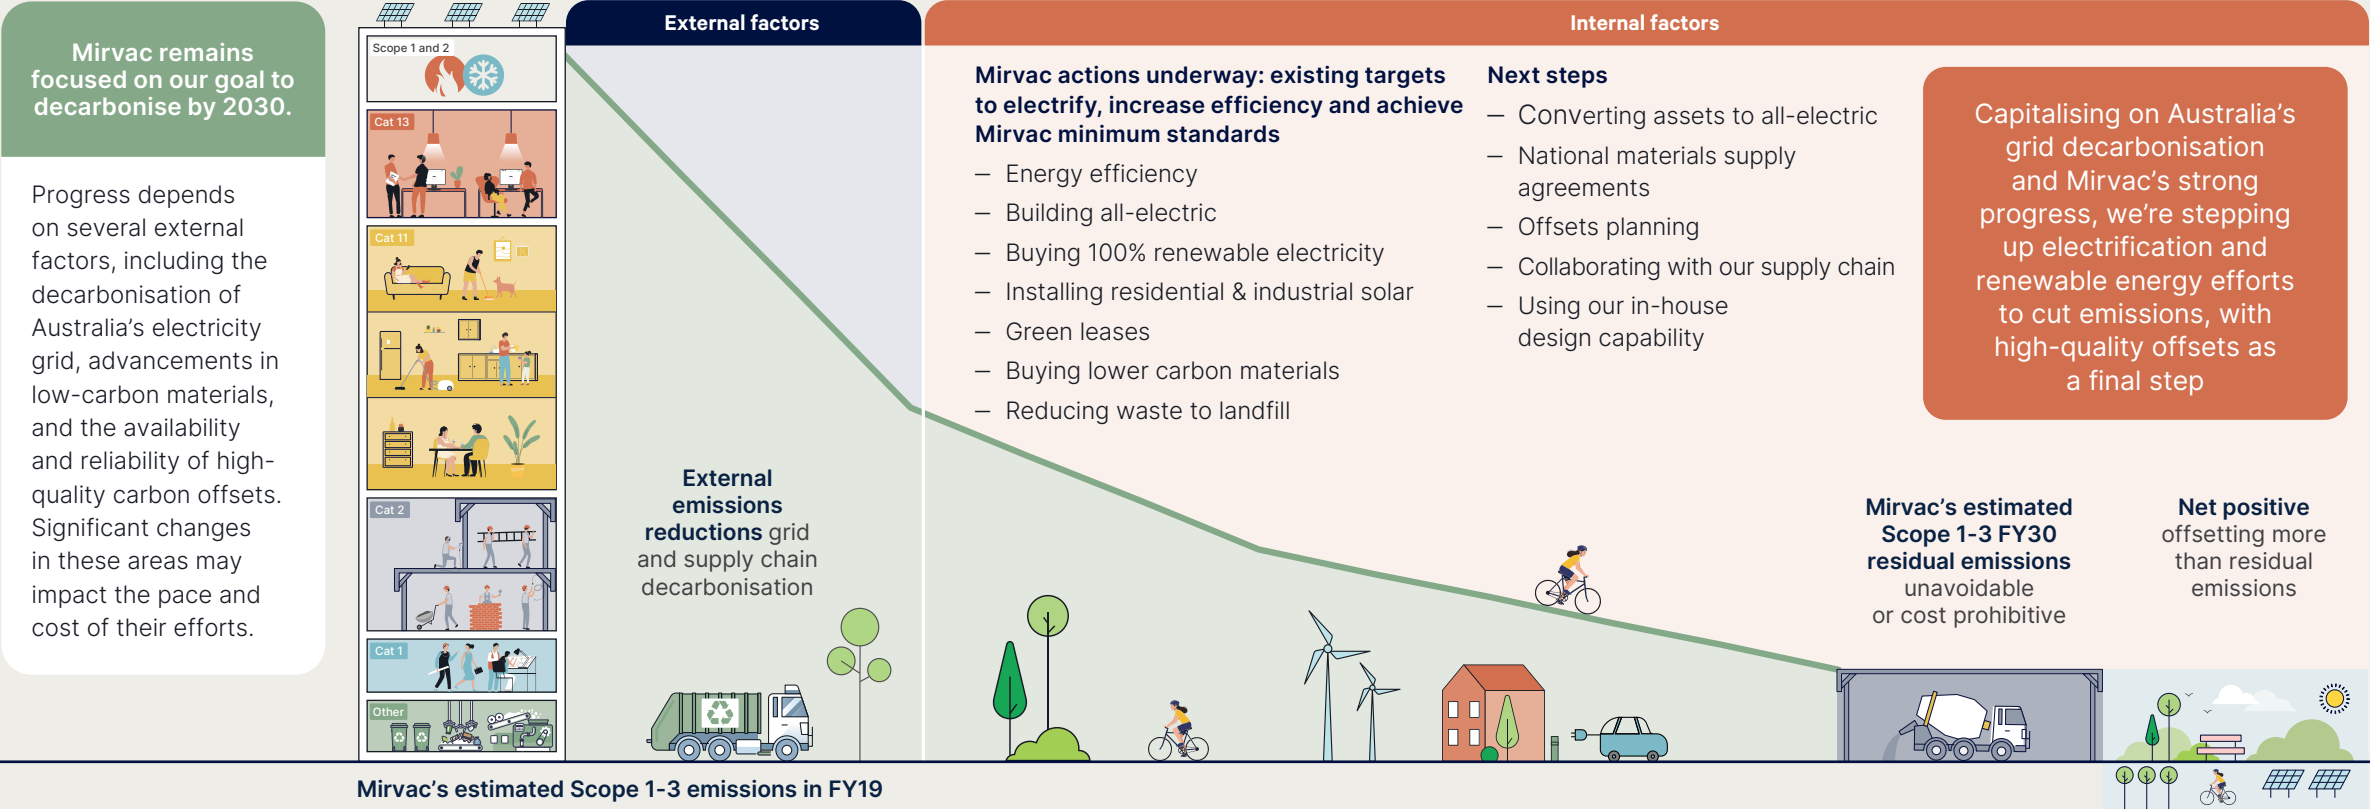 Mirvac remains
focused on our goal to
decarbonise by 2030.
Progress depends
on several external
factors, including the
decarbonisation of
Australia's electricity
grid, advancements in
low-carbon materials,
and the availability
and reliability of high-
quality carbon offsets.
Significant changes
in these areas may
impact the pace and
cost of their efforts.
Scope 1 and 2
Cat 13
Cat 11
Cat 2
Cat 1
Other
Mirvac's estimated Scope 1-3 emissions in FY19
External factors
External
emissions
reductions grid
and supply chain
decarbonisation
Internal factors
Mirvac actions underway: existing targets
to electrify, increase efficiency and achieve
Mirvac minimum standards
– Energy efficiency
– Building all-electric
– Buying 100% renewable electricity
– Installing residential & industrial solar
– Green leases
– Buying lower carbon materials
– Reducing waste to landfill
Next steps
– Converting assets to all-electric
– National materials supply
agreements
– Offsets planning
– Collaborating with our supply chain
– Using our in-house
design capability
Capitalising on Australia's
grid decarbonisation
and Mirvac's strong
progress, we're stepping
up electrification and
renewable energy efforts
to cut emissions, with
high-quality offsets as
a final step
Mirvac's estimated
Scope 1-3 FY30
residual emissions
unavoidable
or cost prohibitive
Net positive
offsetting more
than residual
emissions